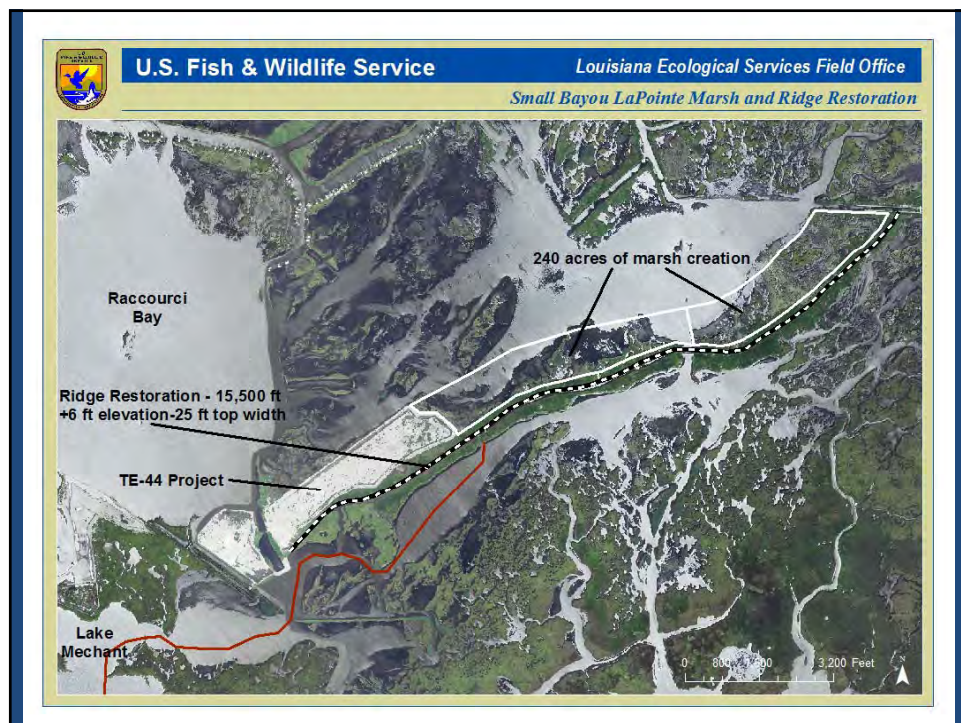 U.S. Fish & Wildlife Service
Louisiana Ecological Services Field Office
Small Bayou LaPointe Marsh and Ridge Restoration
240 acres of marsh creation
Raccourci
Bay
Ridge Restoration - 15,500 ft
+6 ft elevation-25 ft top width
TE-44 Project
Lake
Mechant
0 800 1,600 3,200 Feet
N